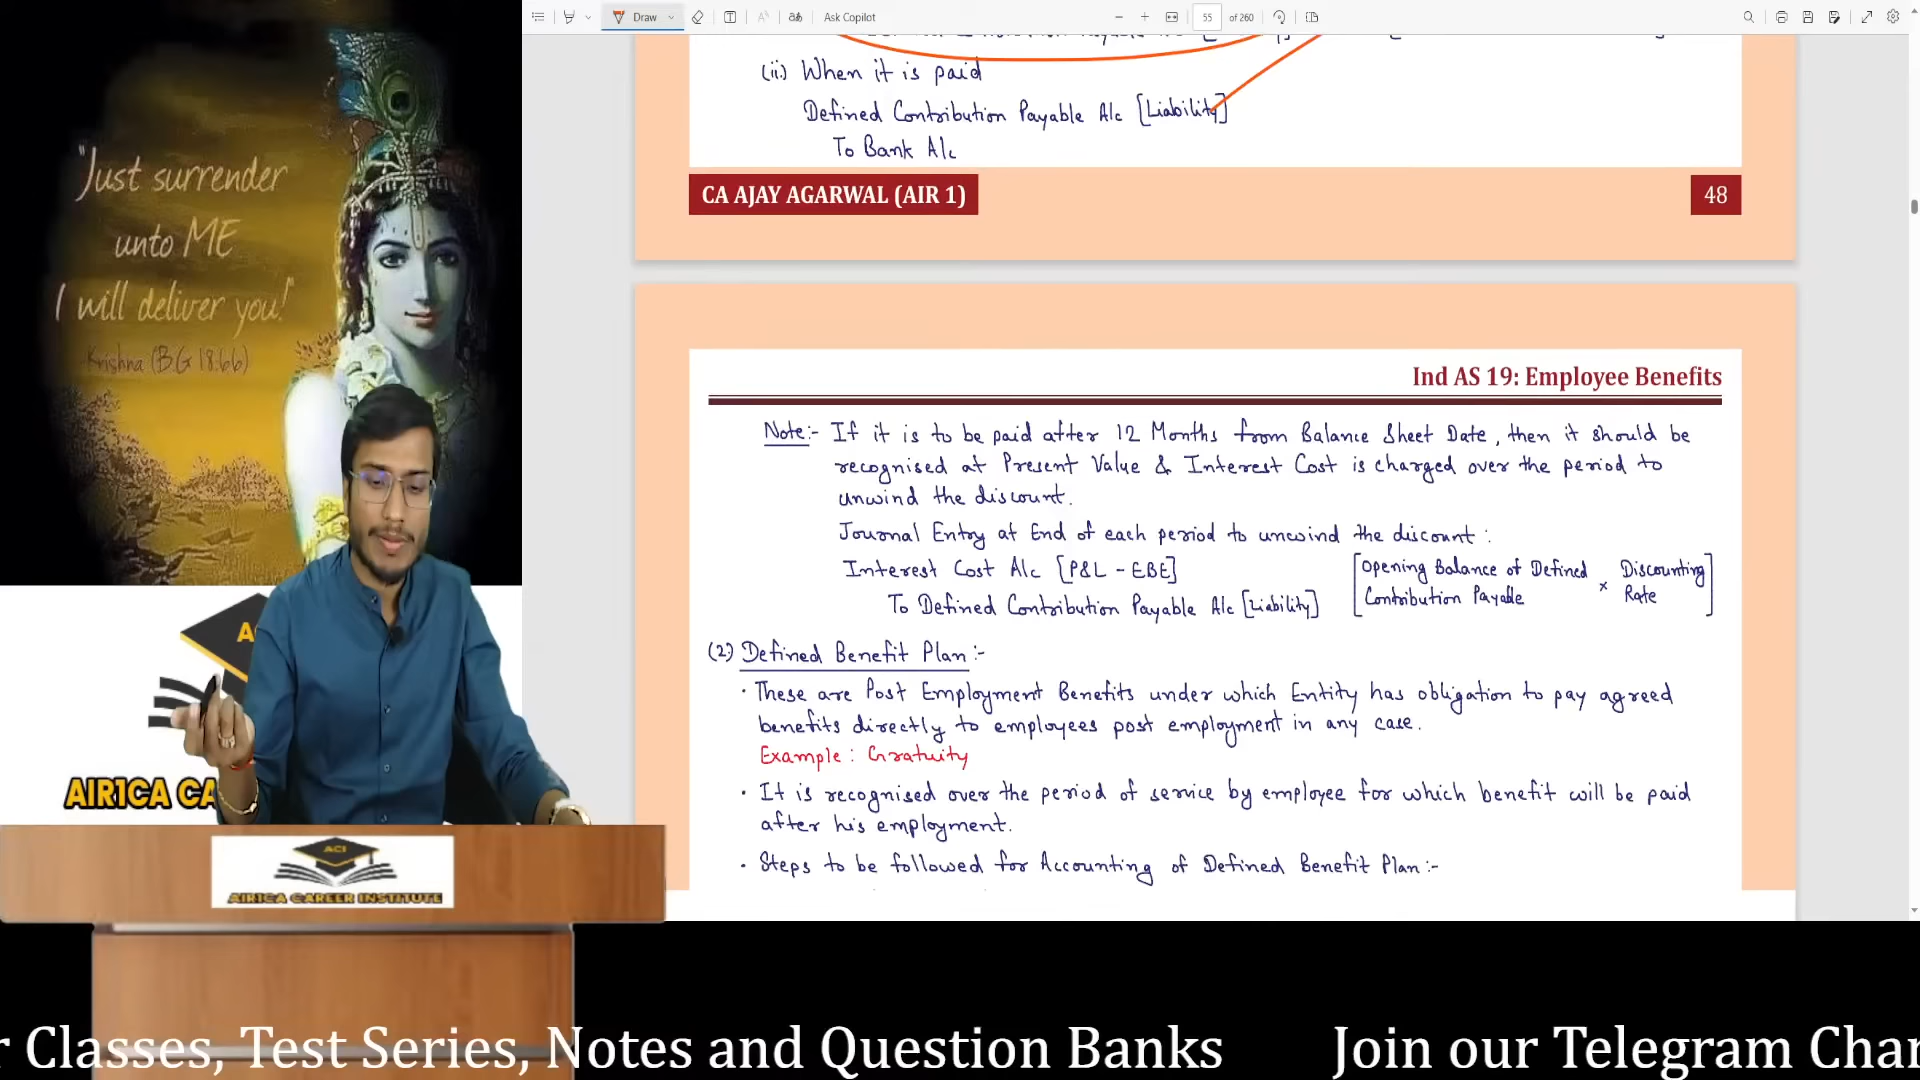 Draw
Ask Copilot
55
of 260
"Just surrender
unto ME
I will deliver you!"
-Krishna (B.G 18:66)
(ii) When it is paid
Defined Contribution Payable A/c [Liability]
To Bank A/c
CA AJAY AGARWAL (AIR 1)
48
Ind AS 19: Employee Benefits
Note:- If it is to be paid after 12 Months from Balance Sheet Date, then it should be
recognised at Present Value & Interest Cost is charged over the period to
unwind the discount.
Journal Entry at End of each period to unwind the discount:
Interest Cost A/c [P&L - EBE]
To Defined Contribution Payable A/c [Liability]
[Opening Balance of Defined Contribution Payable × Discounting Rate]
(2.) Defined Benefit Plan :-
• These are Post Employment Benefits under which Entity has obligation to pay agreed
benefits directly to employees post employment in any case.
Example : Gratuity
• It is recognised over the period of service by employee for which benefit will be paid
after his employment.
• Steps to be followed for Accounting of Defined Benefit Plan:-
AIR1CA CA
ACI
AIR1CA CAREER INSTITUTE
r Classes, Test Series, Notes and Question Banks
Join our Telegram Char